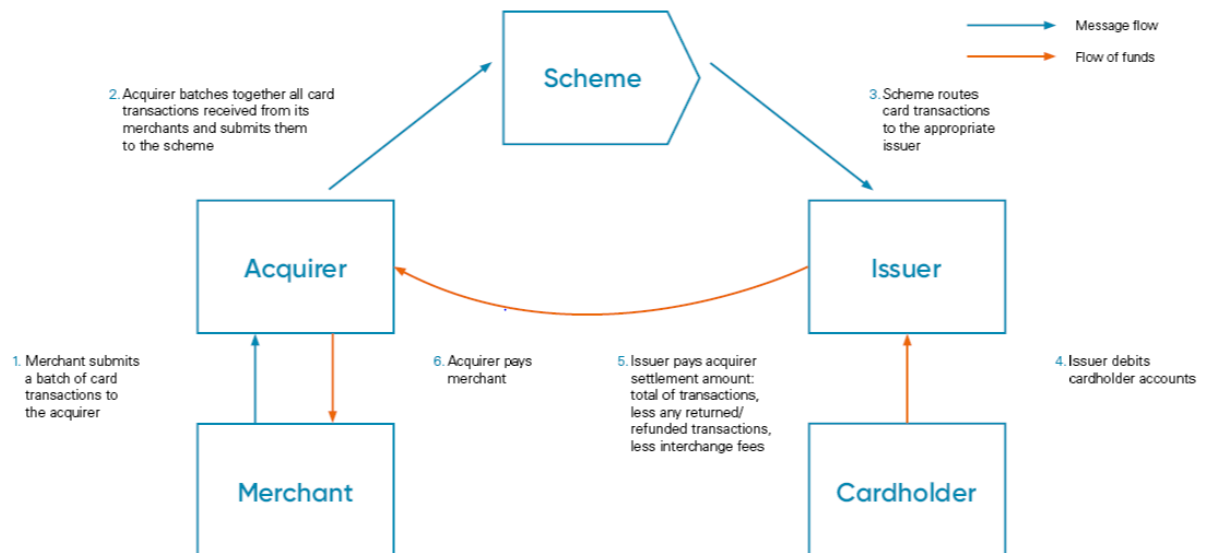 Scheme
Message flow
Flow of funds
2. Acquirer batches together all card
transactions received from its
merchants and submits them
to the scheme
3. Scheme routes
card transactions
to the appropriate
issuer
Acquirer
Issuer
1. Merchant submits
a batch of card
transactions to
the acquirer
6. Acquirer pays
merchant
5. Issuer pays acquirer
settlement amount:
total of transactions,
less any returned/
refunded transactions,
less interchange fees
4. Issuer debits
cardholder accounts
Merchant
Cardholder